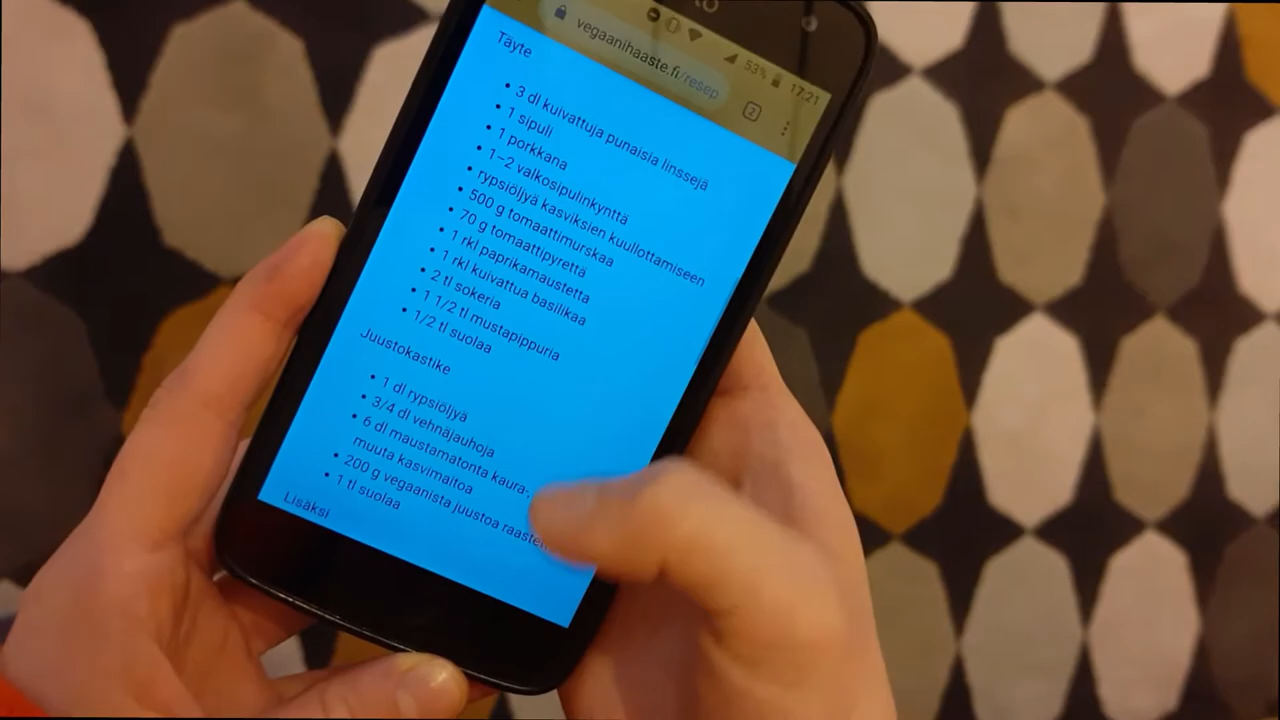 vegaanihaaste.fi/resep
53% 17:21
2
Täyte
• 3 dl kuivattuja punaisia linssejä
• 1 sipuli
• 1 porkkana
• 1–2 valkosipulinkynttä
• rypsiöljyä kasviksien kuullottamiseen
• 500 g tomaattimurskaa
• 70 g tomaattipyrettä
• 1 rkl paprikamaustetta
• 1 rkl kuivattua basilikaa
• 2 tl sokeria
• 1 1/2 tl mustapippuria
• 1/2 tl suolaa
Juustokastike
• 1 dl rypsiöljyä
• 3/4 dl vehnäjauhoja
• 6 dl maustamatonta kaura-,
muuta kasvimaitoa
• 200 g vegaanista juustoa
• 1 tl suolaa
Lisäksi